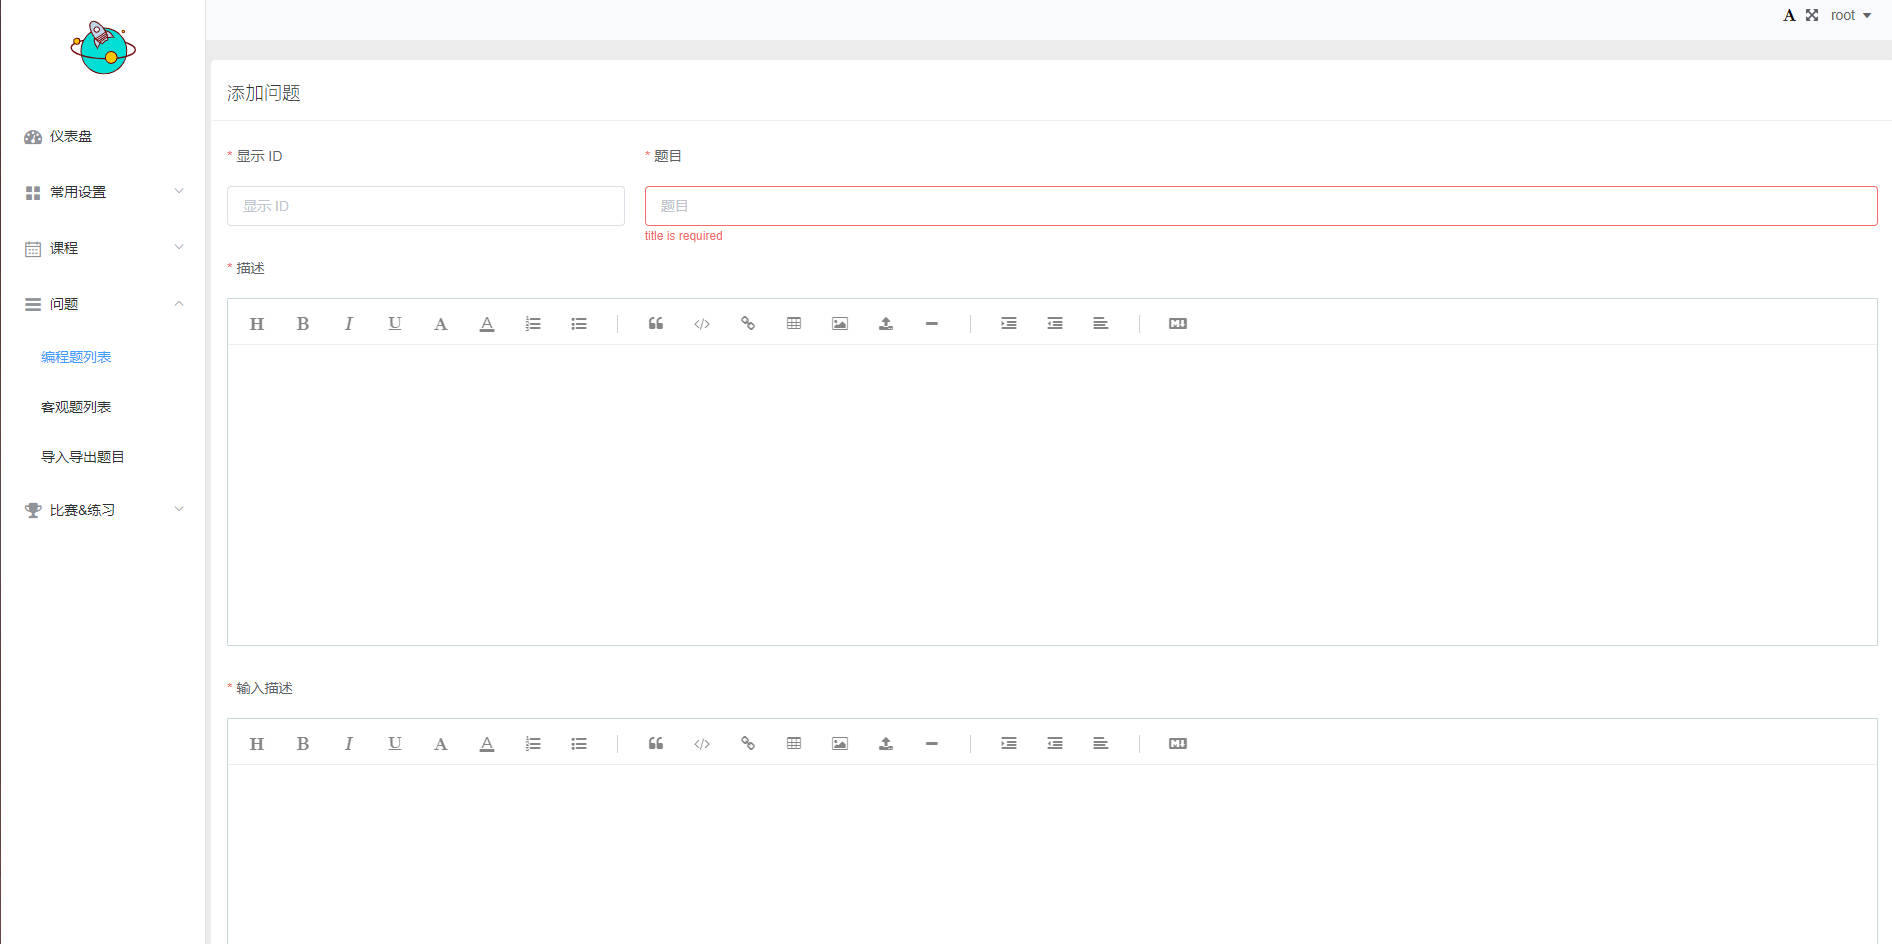 A root
仪表盘
常用设置
课程
问题
编程题列表
客观题列表
导入导出题目
比赛&练习
添加问题
* 显示 ID
显示 ID
* 题目
题目
title is required
* 描述
H B I U A A
* 输入描述
H B I U A A